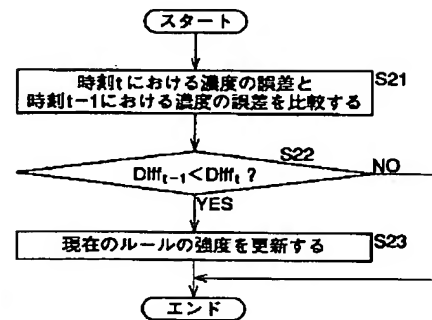 スタート
時刻tにおける濃度の誤差と
時刻t−1における濃度の誤差を比較する
S21
S22
Diff_{t−1}<Diff_t ?
NO
YES
現在のルールの強度を更新する
S23
エンド